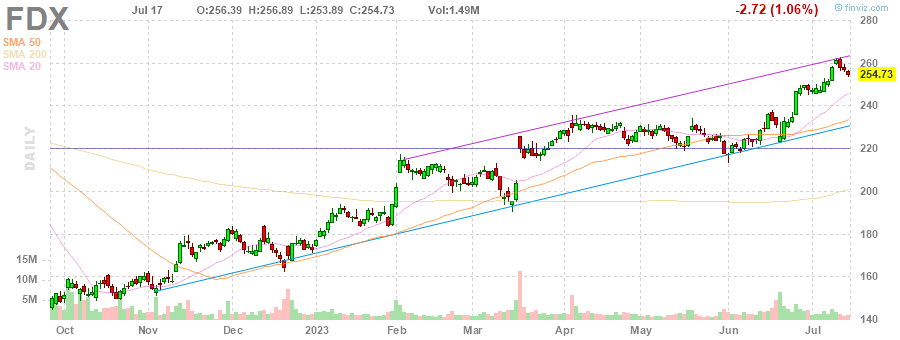 FDX
Jul 17 O:256.39 H:256.89 L:253.89 C:254.73 Vol:1.49M -2.72 (1.06%) © finviz.com
SMA 50
SMA 200
SMA 20
DAILY
280
260
254.73
240
220
200
180
160
140
15M
10M
5M
Oct Nov Dec 2023 Feb Mar Apr May Jun Jul